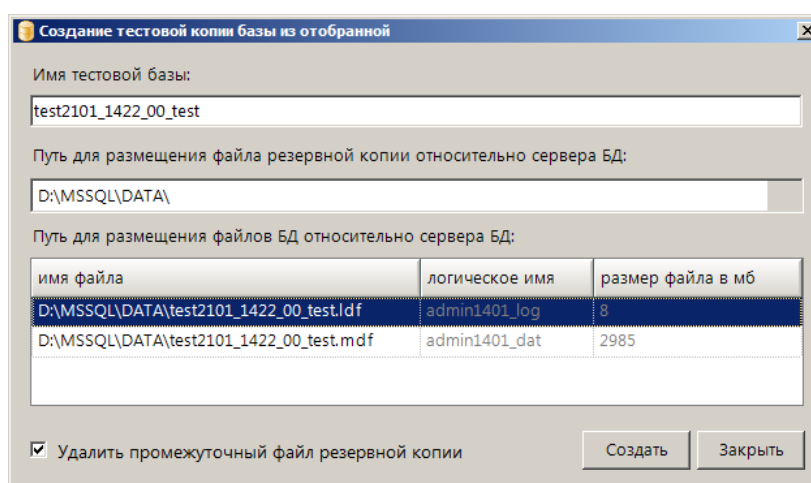 Создание тестовой копии базы из отобранной
Имя тестовой базы:
test2101_1422_00_test
Путь для размещения файла резервной копии относительно сервера БД:
D:\MSSQL\DATA\
Путь для размещения файлов БД относительно сервера БД:
имя файла логическое имя размер файла в мб
D:\MSSQL\DATA\test2101_1422_00_test.ldf admin1401_log 8
D:\MSSQL\DATA\test2101_1422_00_test.mdf admin1401_dat 2985
Удалить промежуточный файл резервной копии Создать Закрыть